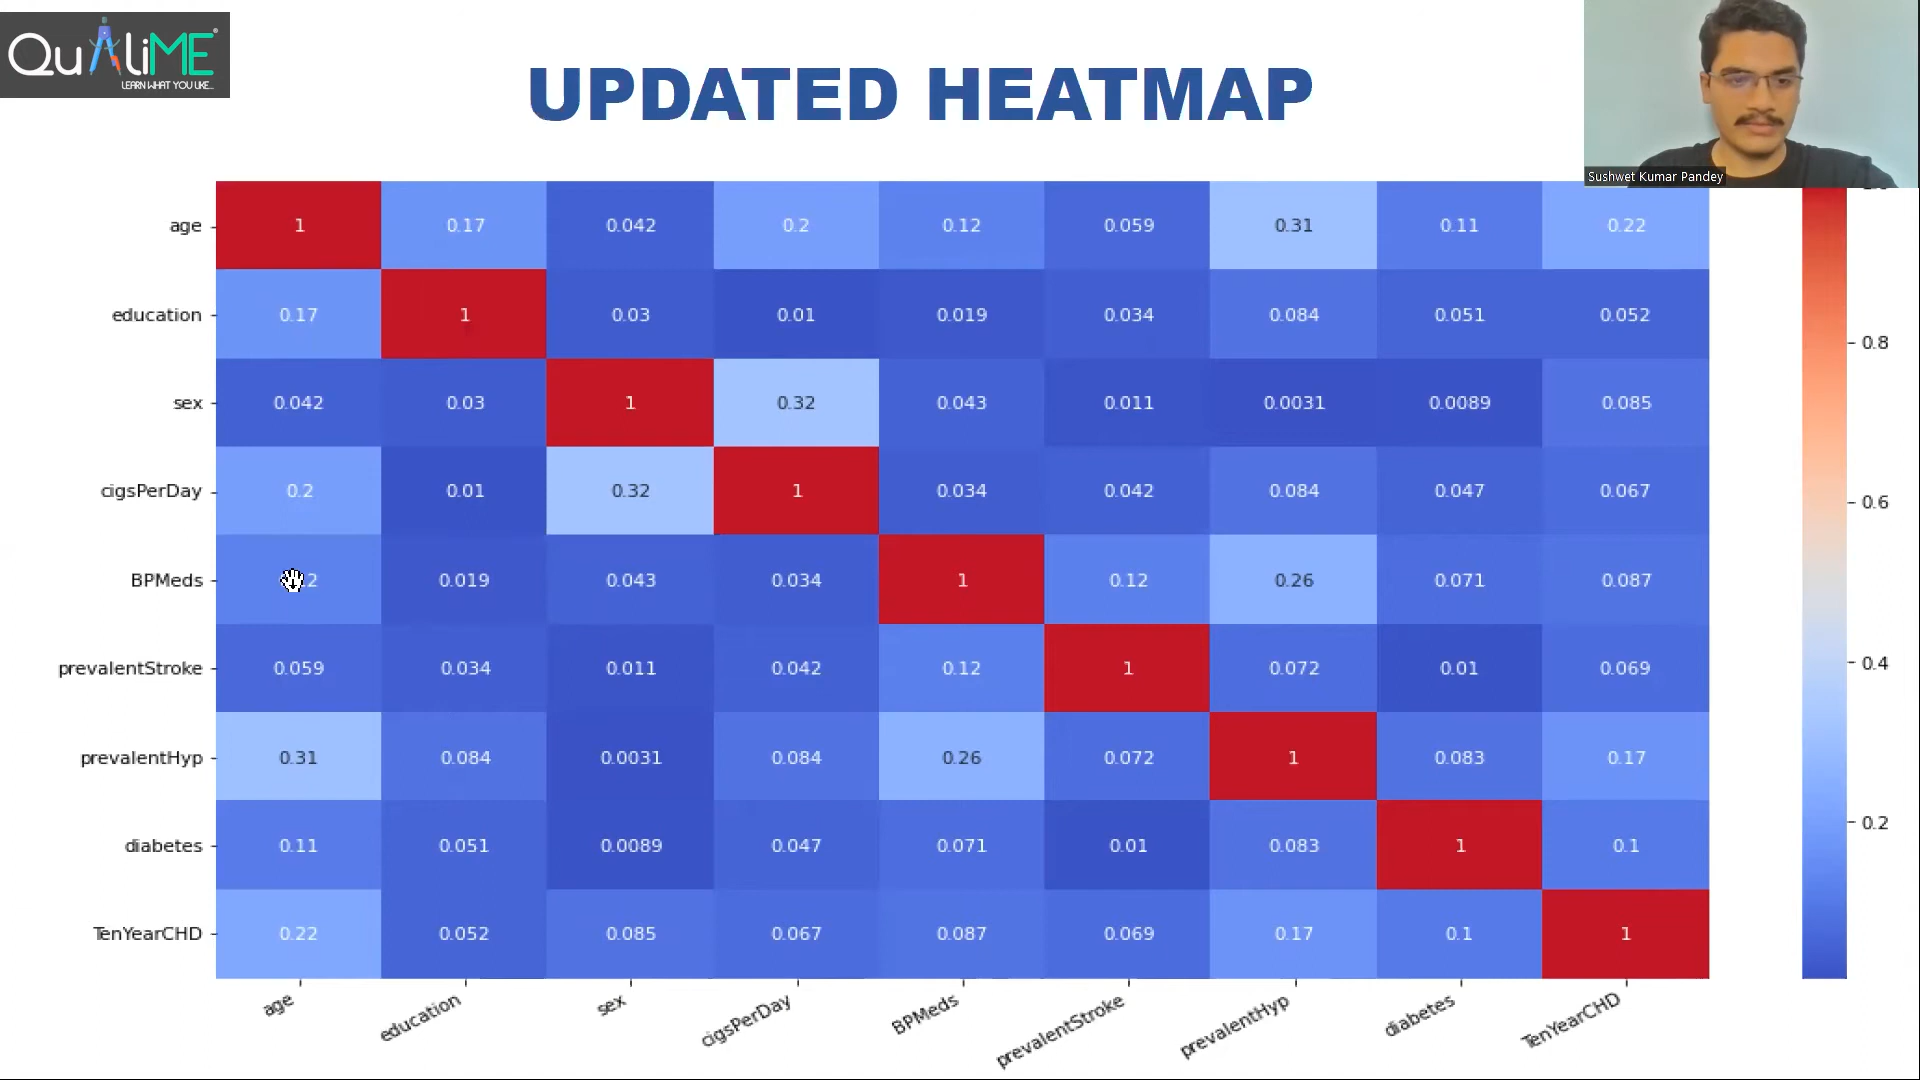 QuAliME
LEARN WHAT YOU LIKE...
UPDATED HEATMAP
Sushwet Kumar Pandey
age 1 0.17 0.042 0.2 0.12 0.059 0.31 0.11 0.22
education 0.17 1 0.03 0.01 0.019 0.034 0.084 0.051 0.052
0.8
sex 0.042 0.03 1 0.32 0.043 0.011 0.0031 0.0089 0.085
cigsPerDay 0.2 0.01 0.32 1 0.034 0.042 0.084 0.047 0.067
0.6
BPMeds 0.019 0.043 0.034 1 0.12 0.26 0.071 0.087
prevalentStroke 0.059 0.034 0.011 0.042 0.12 1 0.072 0.01 0.069
0.4
prevalentHyp 0.31 0.084 0.0031 0.084 0.26 0.072 1 0.083 0.17
0.2
diabetes 0.11 0.051 0.0089 0.047 0.071 0.01 0.083 1 0.1
TenYearCHD 0.22 0.052 0.085 0.067 0.087 0.069 0.17 0.1 1
age education sex cigsPerDay BPMeds prevalentStroke prevalentHyp diabetes TenYearCHD